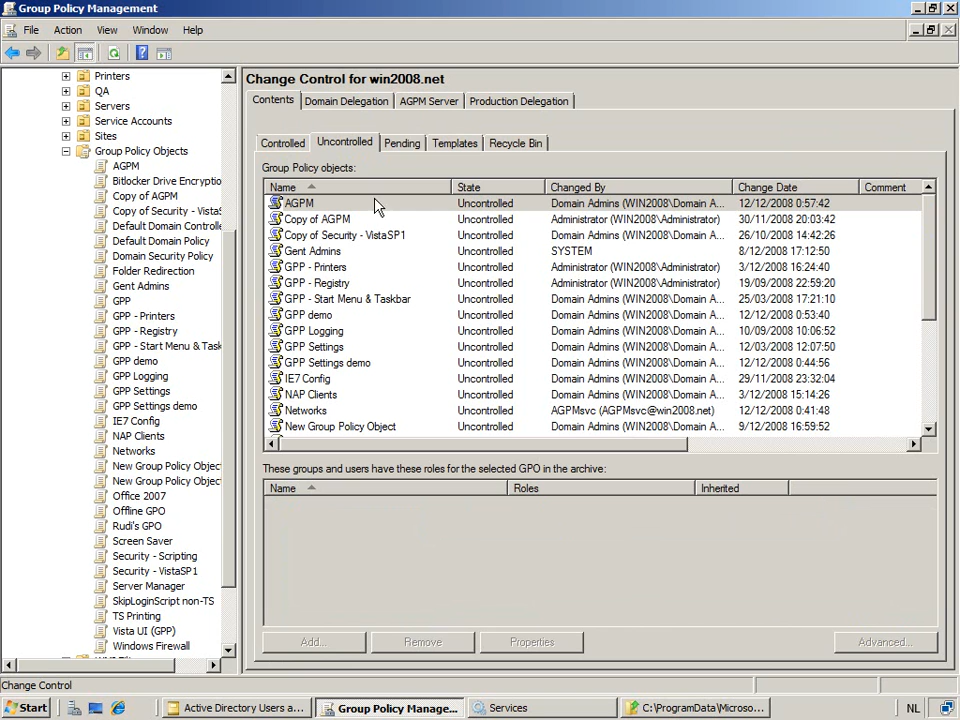 Group Policy Management
File Action View Window Help
Printers
QA
Servers
Service Accounts
Sites
Group Policy Objects
AGPM
Bitlocker Drive Encryptio
Copy of AGPM
Copy of Security - VistaS
Default Domain Controlle
Default Domain Policy
Domain Security Policy
Folder Redirection
Gent Admins
GPP
GPP - Printers
GPP - Registry
GPP - Start Menu & Task
GPP demo
GPP Logging
GPP Settings
GPP Settings demo
IE7 Config
NAP Clients
Networks
New Group Policy Objec
New Group Policy Objec
Office 2007
Offline GPO
Rudi's GPO
Screen Saver
Security - Scripting
Security - VistaSP1
Server Manager
SkipLoginScript non-TS
TS Printing
Vista UI (GPP)
Windows Firewall
Change Control for win2008.net
Contents Domain Delegation AGPM Server Production Delegation
Controlled Uncontrolled Pending Templates Recycle Bin
Group Policy objects:
Name State Changed By Change Date Comment
AGPM Uncontrolled Domain Admins (WIN2008\Domain A... 12/12/2008 0:57:42
Copy of AGPM Uncontrolled Administrator (WIN2008\Administrator) 30/11/2008 20:03:42
Copy of Security - VistaSP1 Uncontrolled Domain Admins (WIN2008\Domain A... 26/10/2008 14:42:26
Gent Admins Uncontrolled SYSTEM 8/12/2008 17:12:50
GPP - Printers Uncontrolled Administrator (WIN2008\Administrator) 3/12/2008 16:24:40
GPP - Registry Uncontrolled Administrator (WIN2008\Administrator) 19/09/2008 22:59:20
GPP - Start Menu & Taskbar Uncontrolled Domain Admins (WIN2008\Domain A... 25/03/2008 17:21:10
GPP demo Uncontrolled Domain Admins (WIN2008\Domain A... 12/12/2008 0:53:40
GPP Logging Uncontrolled Domain Admins (WIN2008\Domain A... 10/09/2008 10:06:52
GPP Settings Uncontrolled Domain Admins (WIN2008\Domain A... 12/03/2008 12:07:50
GPP Settings demo Uncontrolled Domain Admins (WIN2008\Domain A... 12/12/2008 0:44:56
IE7 Config Uncontrolled Domain Admins (WIN2008\Domain A... 29/11/2008 23:32:04
NAP Clients Uncontrolled Domain Admins (WIN2008\Domain A... 3/12/2008 15:14:26
Networks Uncontrolled AGPMsvc (AGPMsvc@win2008.net) 12/12/2008 0:41:48
New Group Policy Object Uncontrolled Domain Admins (WIN2008\Domain A... 9/12/2008 16:59:52
These groups and users have these roles for the selected GPO in the archive:
Name Roles Inherited
Add... Remove Properties Advanced...
Change Control
Start Active Directory Users a... Group Policy Manage... Services C:\ProgramData\Microso... NL